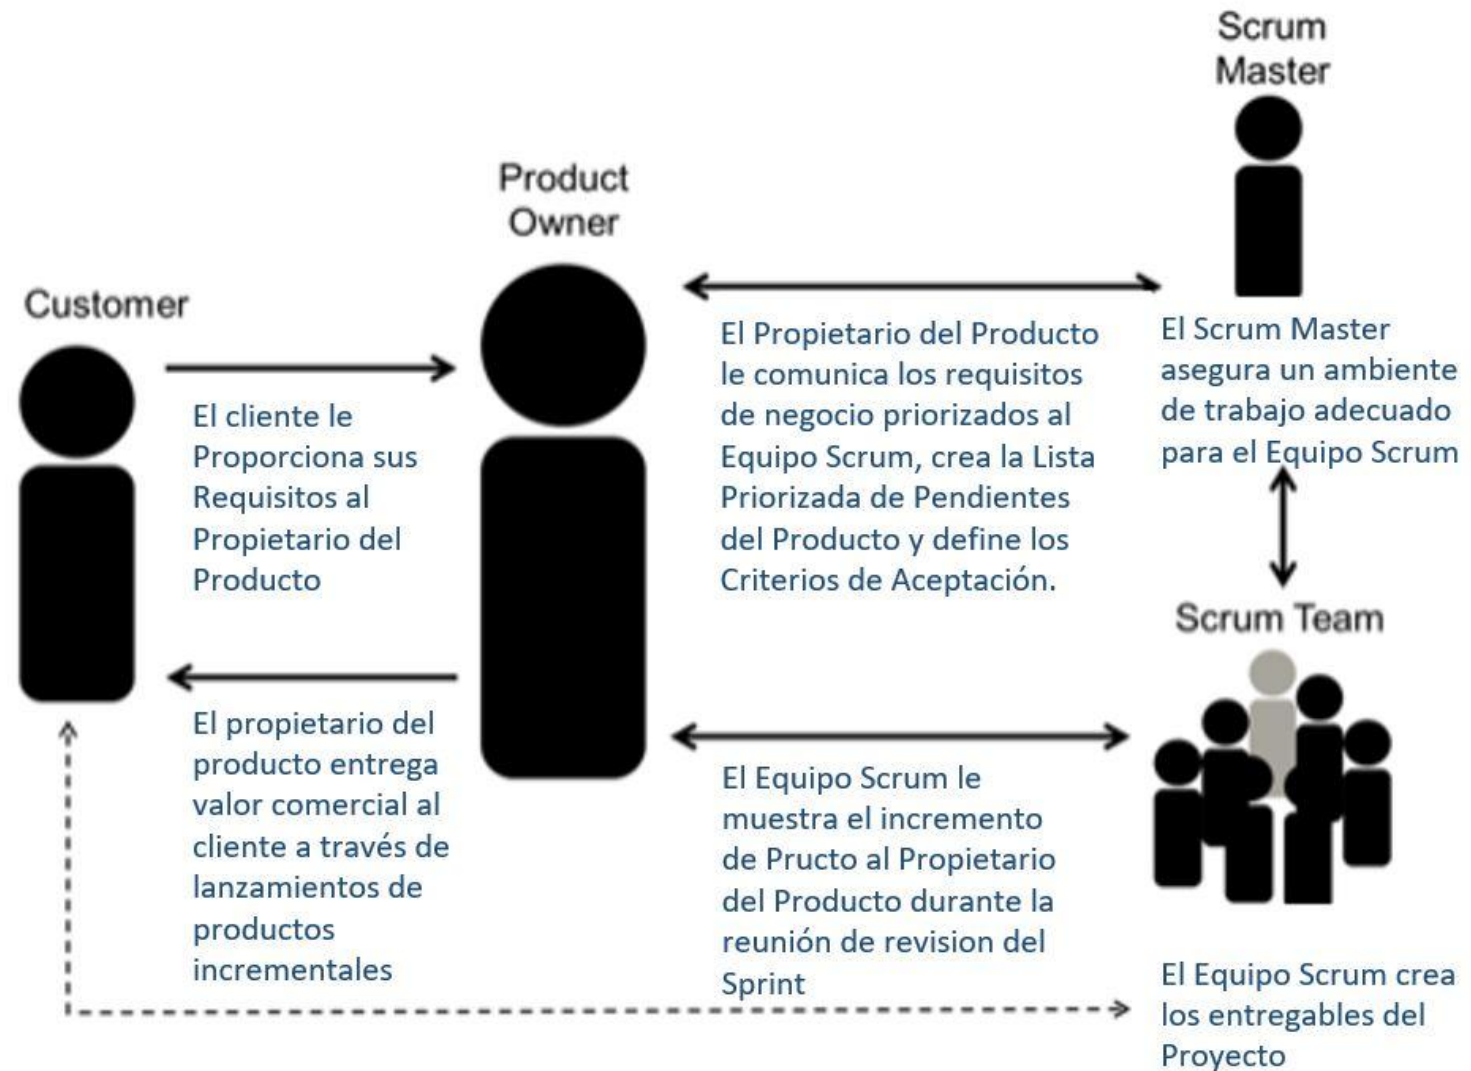 Scrum
Master
Product
Owner
Customer
El cliente le
Proporciona sus
Requisitos al
Propietario del
Producto
El Propietario del Producto
le comunica los requisitos
de negocio priorizados al
Equipo Scrum, crea la Lista
Priorizada de Pendientes
del Producto y define los
Criterios de Aceptación.
El Scrum Master
asegura un ambiente
de trabajo adecuado
para el Equipo Scrum
Scrum Team
El propietario del
producto entrega
valor comercial al
cliente a través de
lanzamientos de
productos
incrementales
El Equipo Scrum le
muestra el incremento
de Pructo al Propietario
del Producto durante la
reunión de revision del
Sprint
El Equipo Scrum crea
los entregables del
Proyecto